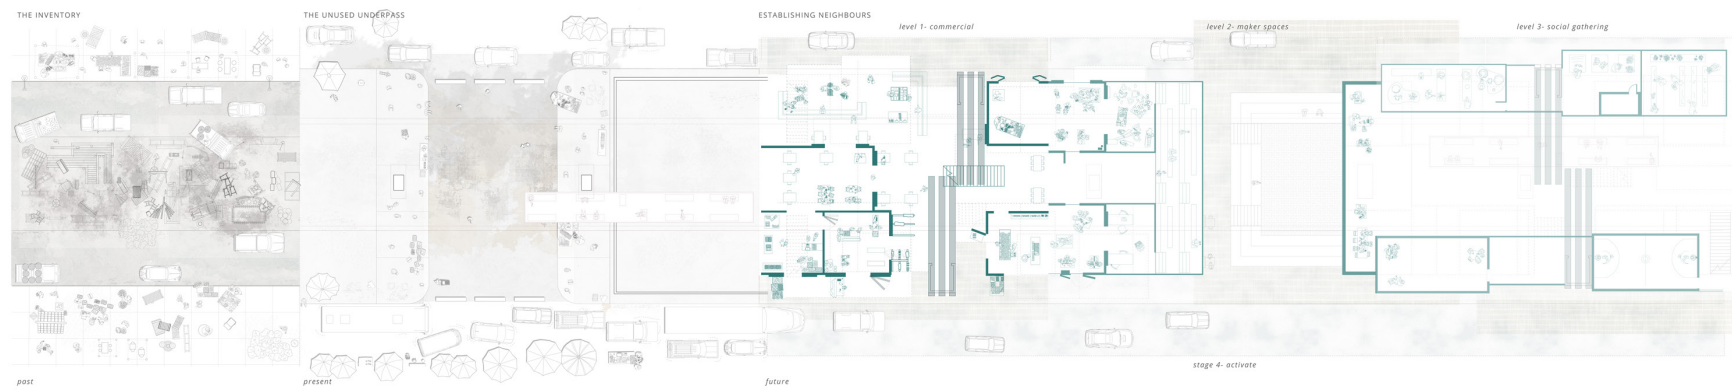 THE INVENTORY
THE UNUSED UNDERPASS
ESTABLISHING NEIGHBOURS
level 1- commercial
level 2- maker spaces
level 3- social gathering
stage 4- activate
past
present
future